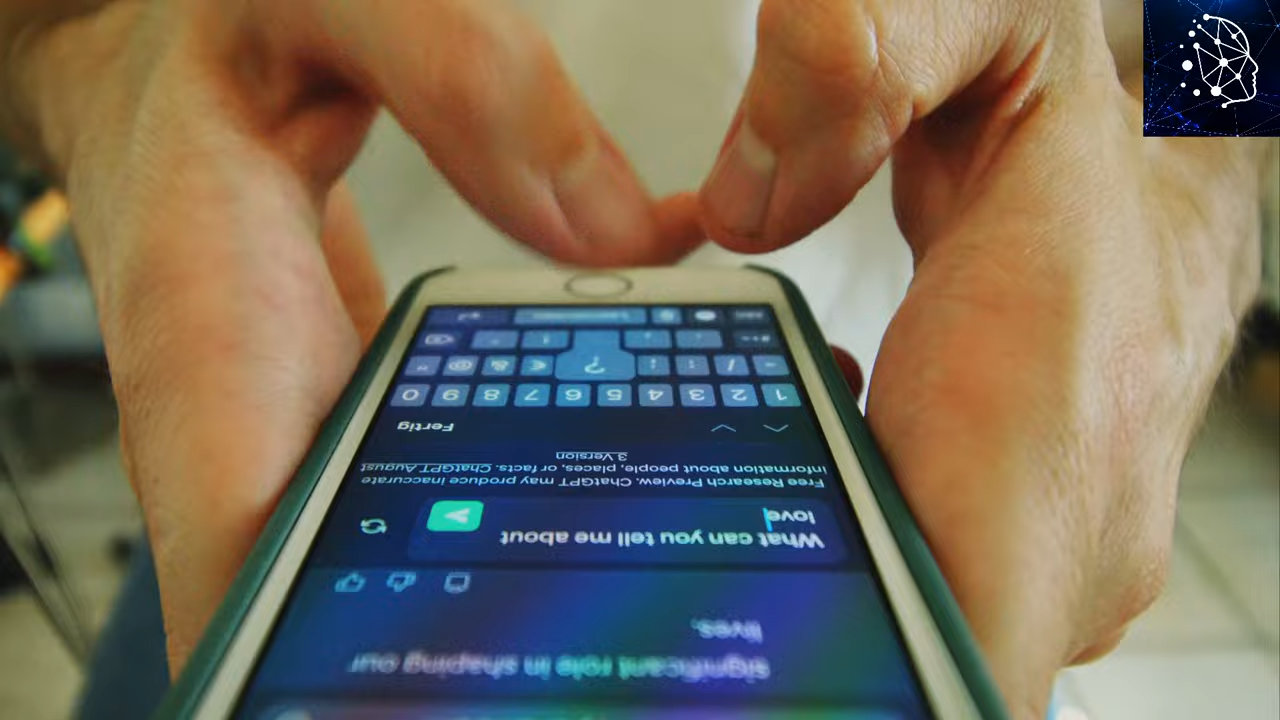 significant role in shaping our
lives,
What can you tell me about
love
Free Research Preview. ChatGPT may produce inaccurate
information about people, places, or facts. ChatGPT August
3 Version
Fertig
1 2 3 4 5 6 7 8 9 0
- / : ; ? € & @